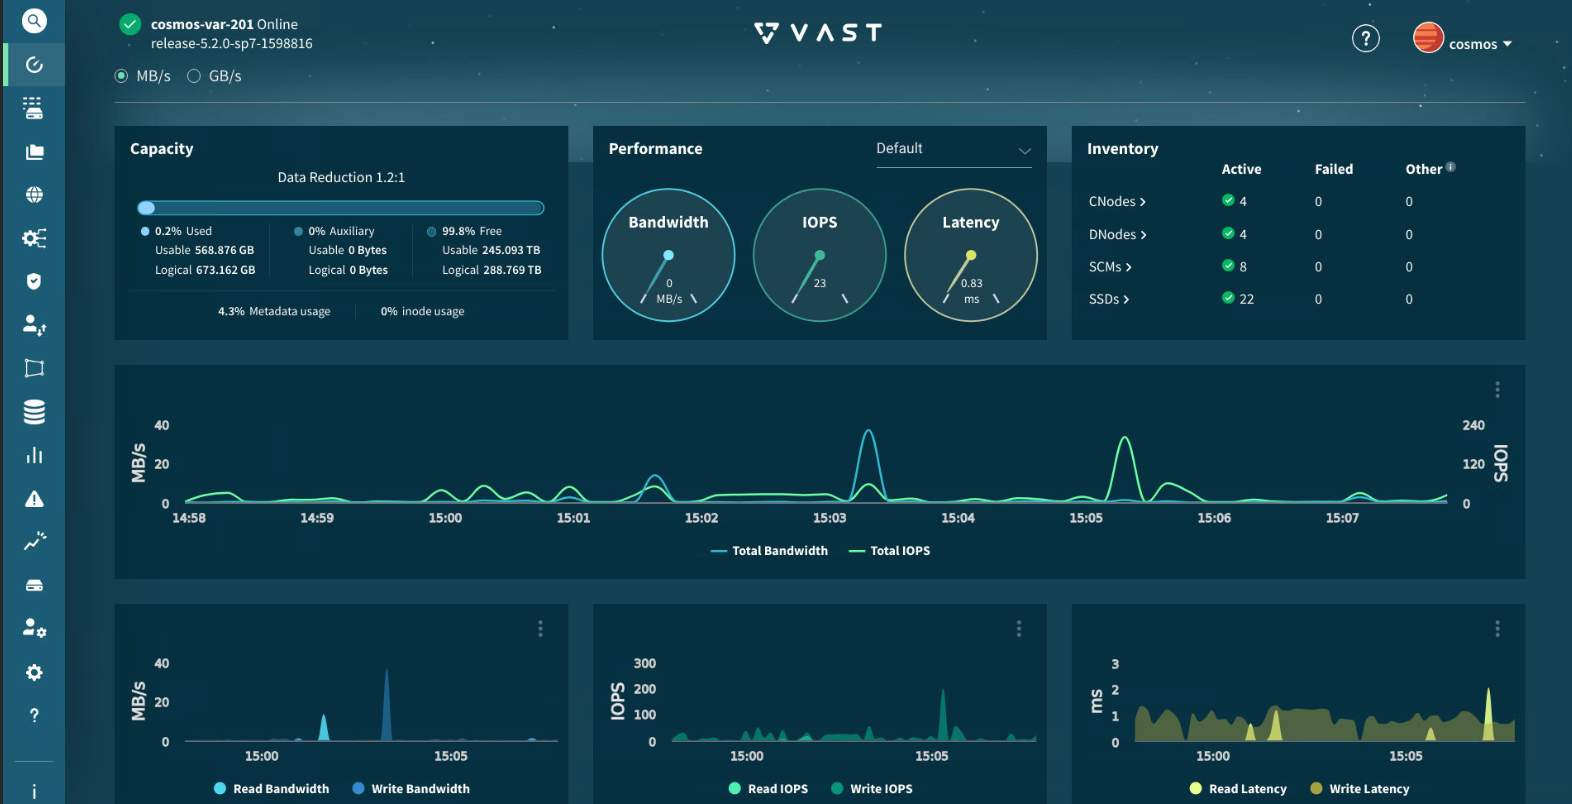 cosmos-var-201 Online
release-5.2.0-sp7-1598816
VAST
?
cosmos
MB/s GB/s
Capacity
Data Reduction 1.2:1
0.2% Used
Usable 568.876 GB
Logical 673.162 GB
0% Auxiliary
Usable 0 Bytes
Logical 0 Bytes
99.8% Free
Usable 245.093 TB
Logical 288.769 TB
4.3% Metadata usage
0% inode usage
Performance
Default
Bandwidth
0
MB/s
IOPS
23
Latency
0.83
ms
Inventory
Active Failed Other i
CNodes > 4 0 0
DNodes > 4 0 0
SCMs > 8 0 0
SSDs > 22 0 0
MB/s
40
20
0
240
120
0
IOPS
14:58 14:59 15:00 15:01 15:02 15:03 15:04 15:05 15:06 15:07
Total Bandwidth Total IOPS
MB/s
40
20
0
15:00 15:05
Read Bandwidth Write Bandwidth
IOPS
300
200
100
0
15:00 15:05
Read IOPS Write IOPS
ms
3
2
1
0
15:00 15:05
Read Latency Write Latency
?
i